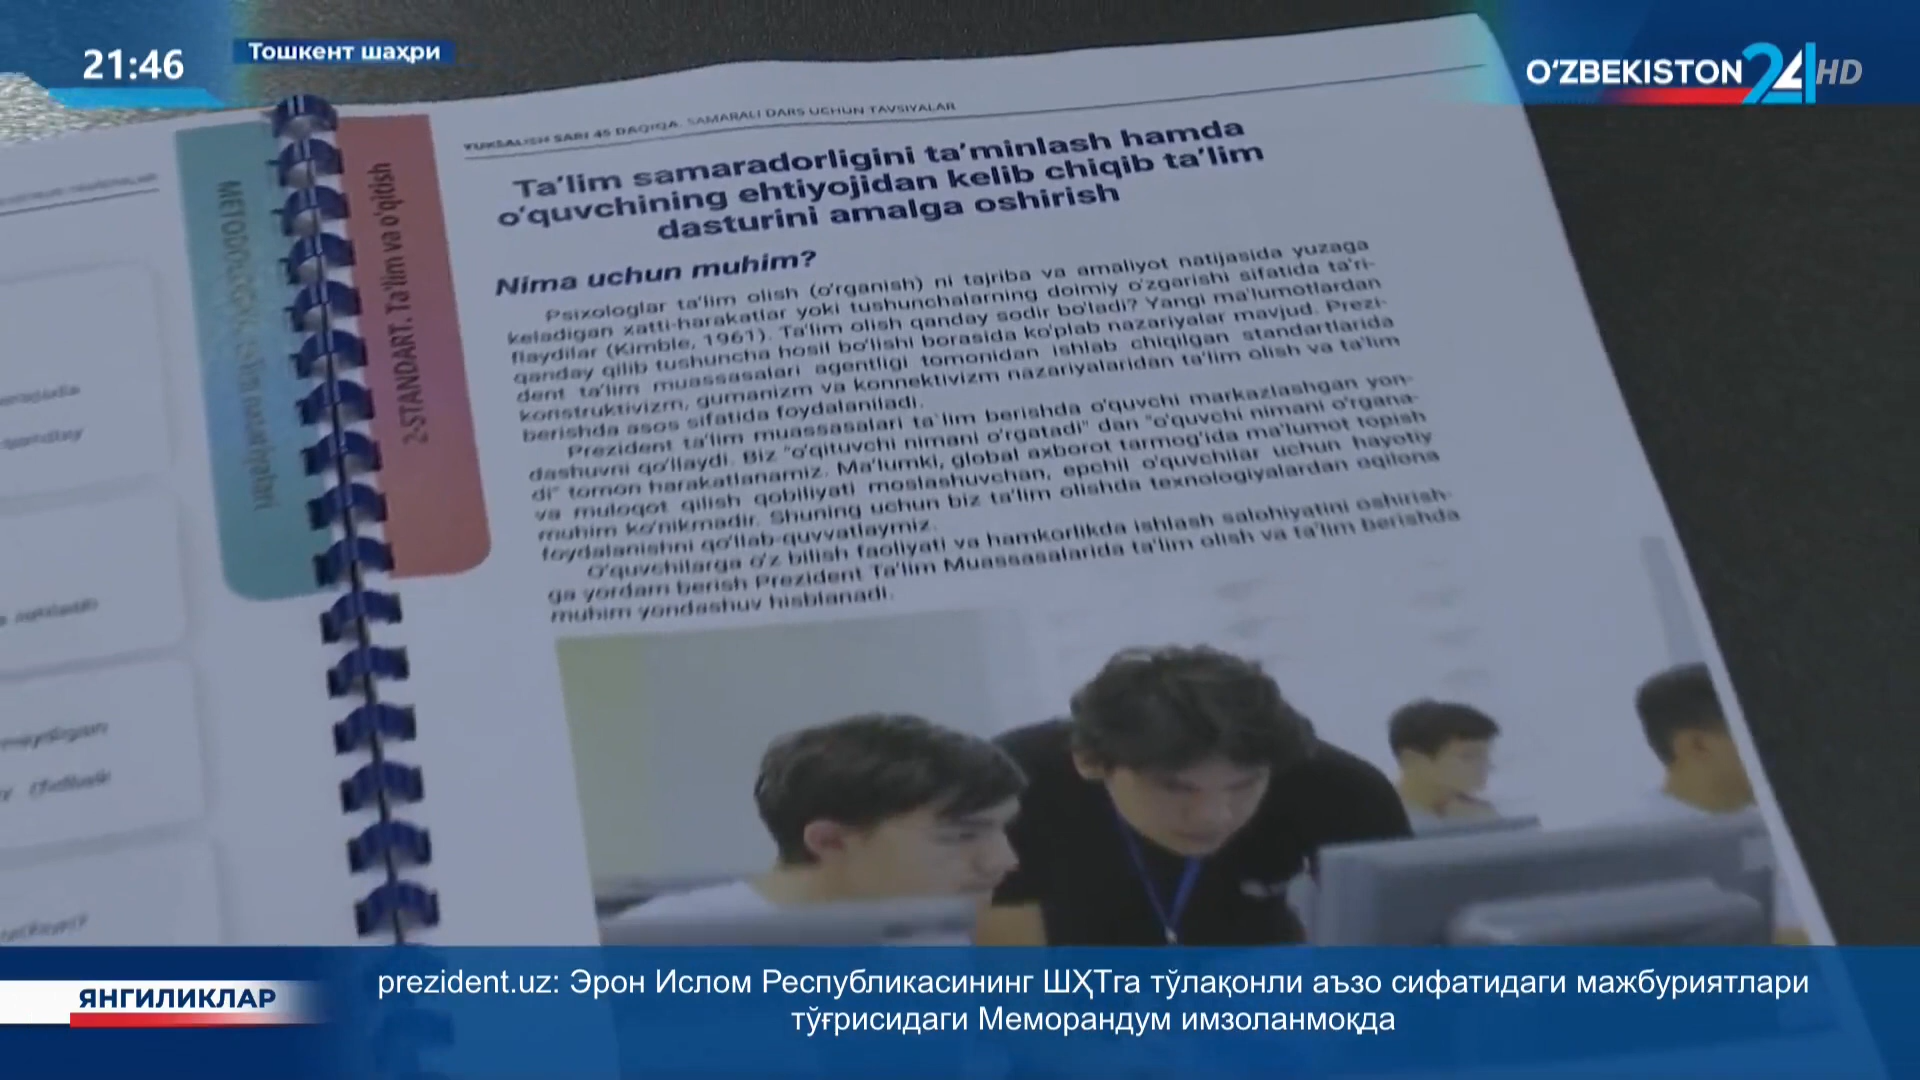 21:46
Тошкент шаҳри
O‘ZBEKISTON 24 HD
YUKSALISH SARI 45 DAQIQA. SAMARALI DARS UCHUN TAVSIYALAR
Ta’lim samaradorligini ta’minlash hamda
o‘quvchining ehtiyojidan kelib chiqib ta’lim
dasturini amalga oshirish
Nima uchun muhim?
Psixologlar ta’lim olish (o‘rganish) ni tajriba va amaliyot natijasida yuzaga
keladigan xatti-harakatlar yoki tushunchalarning doimiy o‘zgarishi sifatida ta’ri-
flaydilar (Kimble, 1961). Ta’lim olish qanday sodir bo‘ladi? Yangi ma’lumotlardan
qanday qilib tushuncha hosil bo‘lishi borasida ko‘plab nazariyalar mavjud. Prezi-
dent ta’lim muassasalari agentligi tomonidan ishlab chiqilgan standartlarida
konstruktivizm, gumanizm va konnektivizm nazariyalaridan ta’lim olish va ta’lim
berishda asos sifatida foydalaniladi.
Prezident ta’lim muassasalari ta`lim berishda o‘quvchi markazlashgan yon-
dashuvni qo‘llaydi. Biz "o‘qituvchi nimani o‘rgatadi" dan "o‘quvchi nimani o‘rgana-
di" tomon harakatlanamiz. Ma’lumki, global axborot tarmog‘ida ma’lumot topish
va muloqot qilish qobiliyati moslashuvchan, epchil o‘quvchilar uchun hayotiy
muhim ko‘nikmadir. Shuning uchun biz ta’lim olishda texnologiyalardan oqilona
foydalanishni qo‘llab-quvvatlaymiz.
O‘quvchilarga o‘z bilish faoliyati va hamkorlikda ishlash salohiyatini oshirish-
ga yordam berish Prezident Ta’lim Muassasalarida ta’lim olish va ta’lim berishda
muhim yondashuv hisblanadi.
2-STANDART. Ta’lim va o‘qitish
ЯНГИЛИКЛАР
prezident.uz: Эрон Ислом Республикасининг ШҲТга тўлақонли аъзо сифатидаги мажбуриятлари
тўғрисидаги Меморандум имзоланмоқда